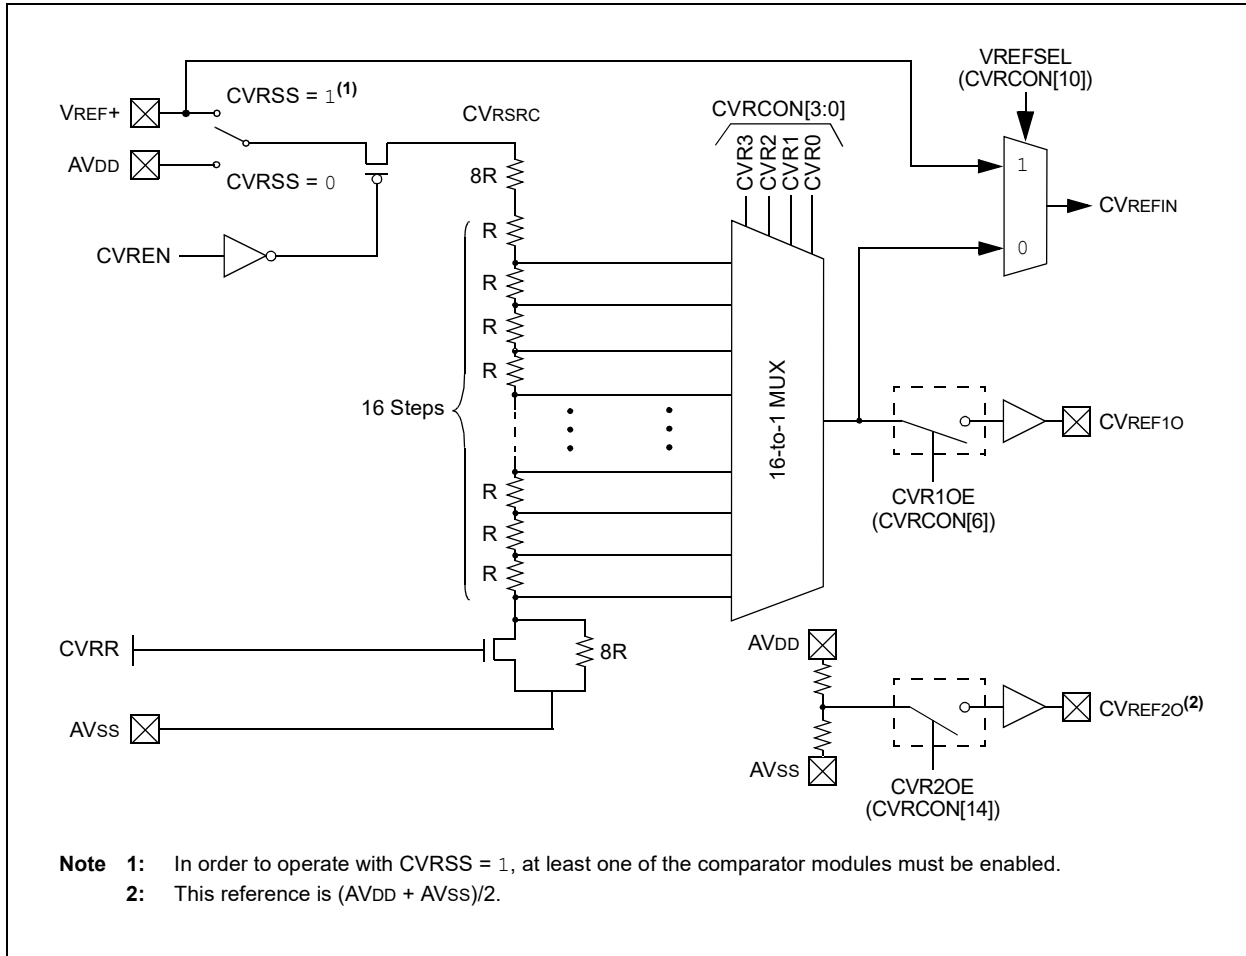 VREFSEL
(CVRCON[10])
VREF+
CVRSS = 1(1)
CVRSRC
CVRCON[3:0]
CVR3
CVR2
CVR1
CVR0
AVDD
CVRSS = 0
8R
1
CVREFIN
CVREN
R
0
R
R
R
16 Steps
16-to-1 MUX
CVREF1O
R
CVR1OE
(CVRCON[6])
R
R
CVRR
8R
AVDD
AVSS
CVREF2O(2)
AVSS
CVR2OE
(CVRCON[14])
Note 1: In order to operate with CVRSS = 1, at least one of the comparator modules must be enabled.
2: This reference is (AVDD + AVSS)/2.